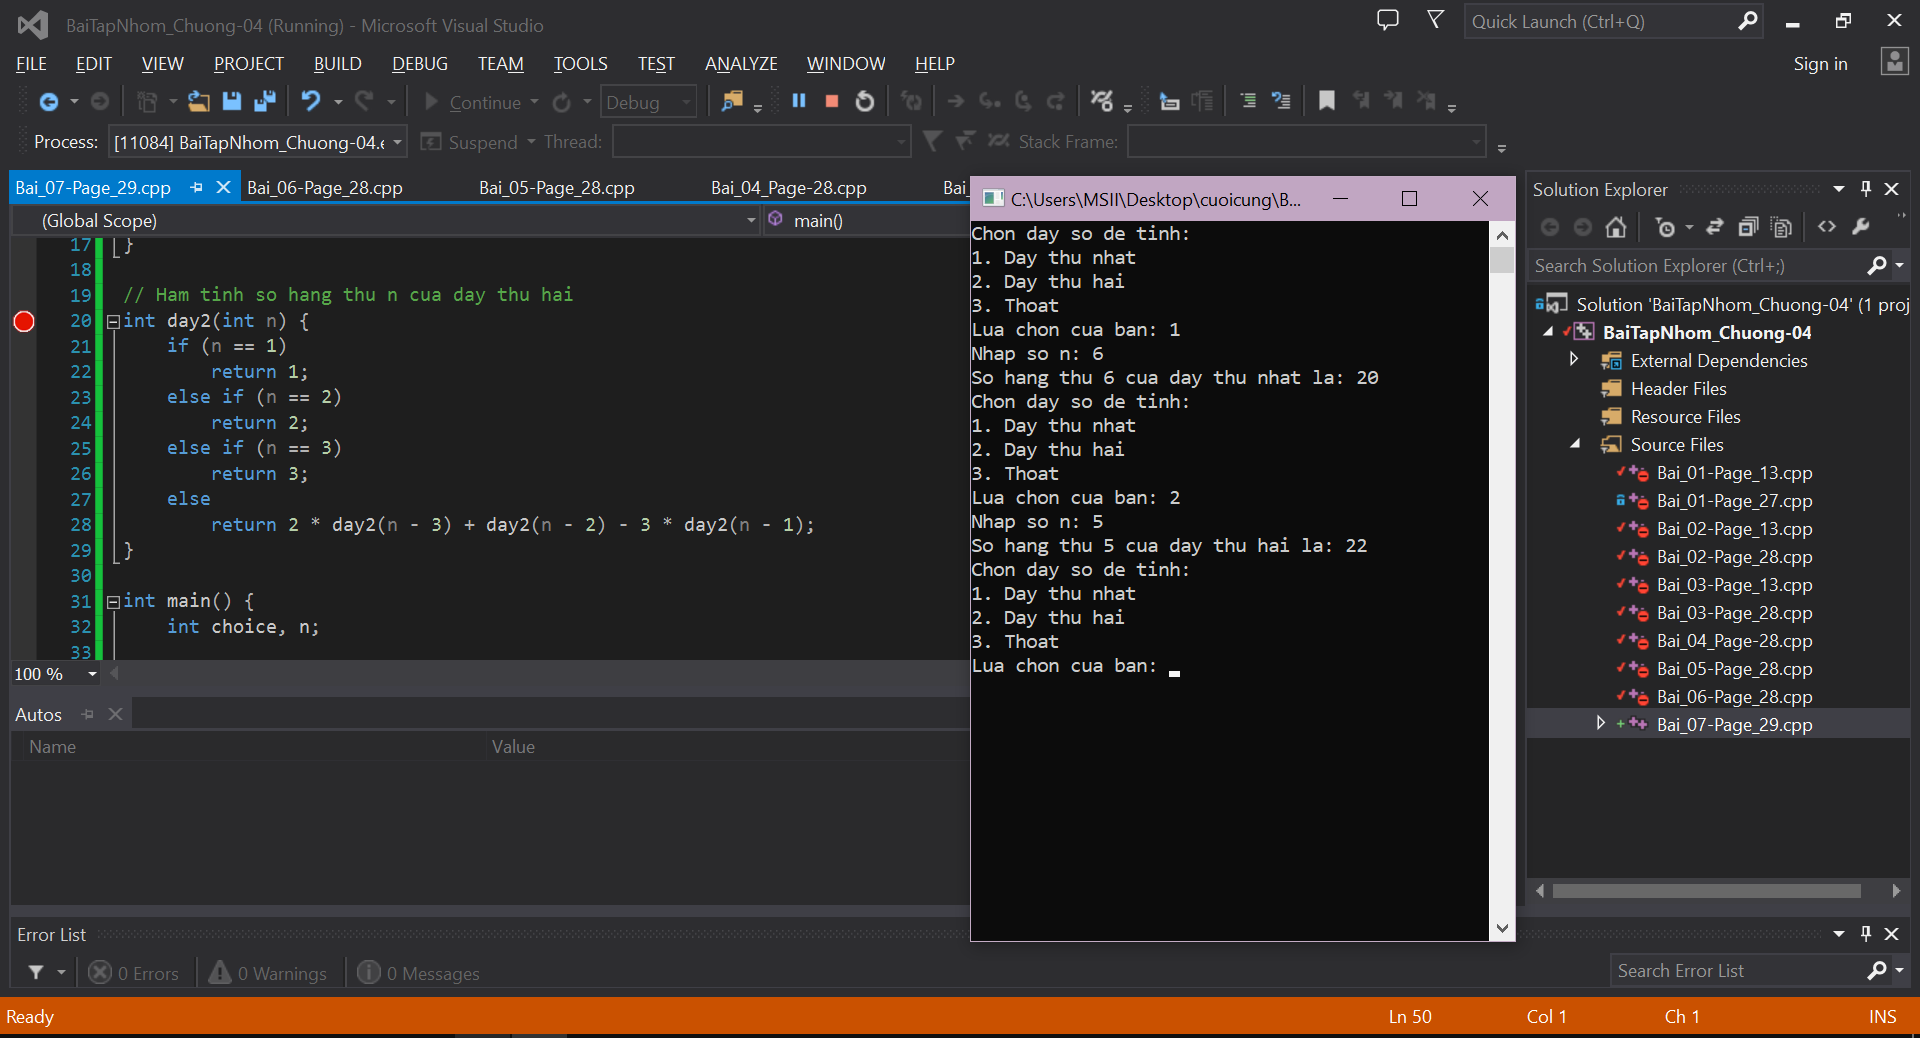 BaiTapNhom_Chuong-04 (Running) - Microsoft Visual Studio
Quick Launch (Ctrl+Q)
FILE EDIT VIEW PROJECT BUILD DEBUG TEAM TOOLS TEST ANALYZE WINDOW HELP
Sign in
Continue Debug
Process: [11084] BaiTapNhom_Chuong-04.e Suspend Thread: Stack Frame:
Bai_07-Page_29.cpp Bai_06-Page_28.cpp Bai_05-Page_28.cpp Bai_04_Page-28.cpp Bai_
(Global Scope) main()
17 }
18
19 // Ham tinh so hang thu n cua day thu hai
20 int day2(int n) {
21 if (n == 1)
22 return 1;
23 else if (n == 2)
24 return 2;
25 else if (n == 3)
26 return 3;
27 else
28 return 2 * day2(n - 3) + day2(n - 2) - 3 * day2(n - 1);
29 }
30
31 int main() {
32 int choice, n;
33
100 %
Autos
Name Value
C:\Users\MSII\Desktop\cuoicung\B...
Chon day so de tinh:
1. Day thu nhat
2. Day thu hai
3. Thoat
Lua chon cua ban: 1
Nhap so n: 6
So hang thu 6 cua day thu nhat la: 20
Chon day so de tinh:
1. Day thu nhat
2. Day thu hai
3. Thoat
Lua chon cua ban: 2
Nhap so n: 5
So hang thu 5 cua day thu hai la: 22
Chon day so de tinh:
1. Day thu nhat
2. Day thu hai
3. Thoat
Lua chon cua ban:
Solution Explorer
Search Solution Explorer (Ctrl+;)
Solution 'BaiTapNhom_Chuong-04' (1 proj
BaiTapNhom_Chuong-04
External Dependencies
Header Files
Resource Files
Source Files
Bai_01-Page_13.cpp
Bai_01-Page_27.cpp
Bai_02-Page_13.cpp
Bai_02-Page_28.cpp
Bai_03-Page_13.cpp
Bai_03-Page_28.cpp
Bai_04_Page-28.cpp
Bai_05-Page_28.cpp
Bai_06-Page_28.cpp
Bai_07-Page_29.cpp
Error List
0 Errors 0 Warnings 0 Messages
Search Error List
Ready Ln 50 Col 1 Ch 1 INS